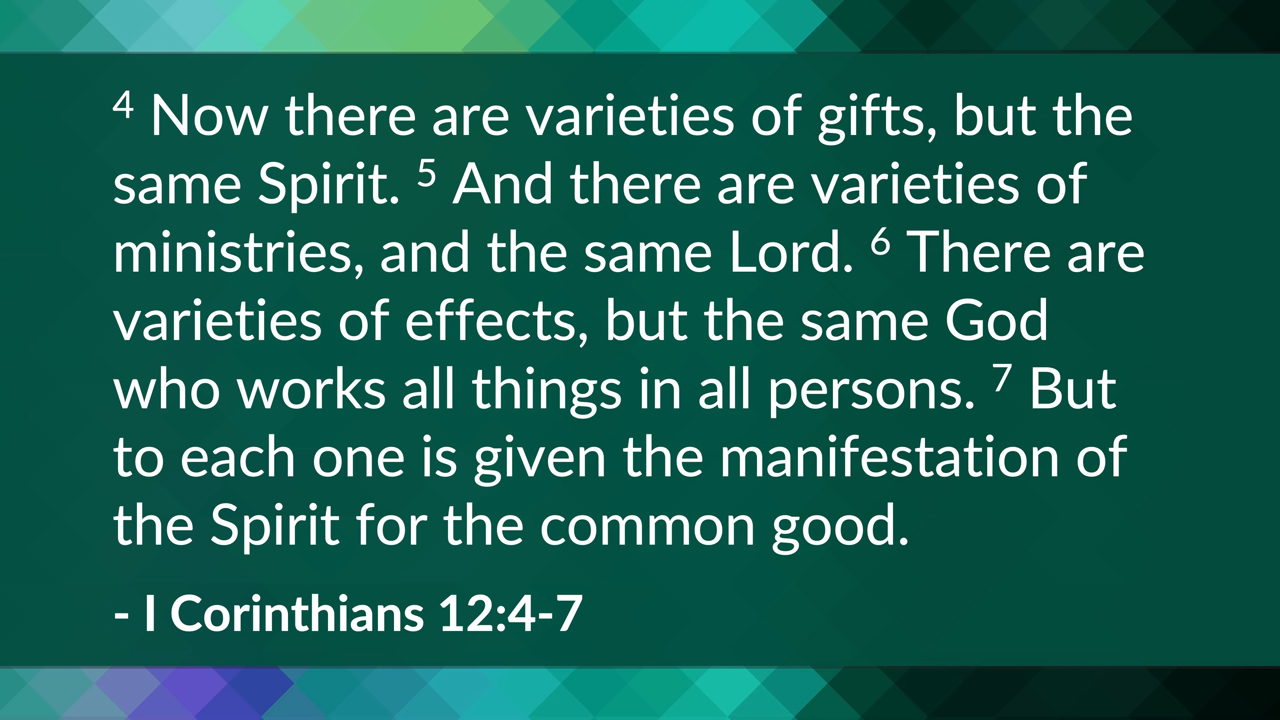 ⁴ Now there are varieties of gifts, but the
same Spirit. ⁵ And there are varieties of
ministries, and the same Lord. ⁶ There are
varieties of effects, but the same God
who works all things in all persons. ⁷ But
to each one is given the manifestation of
the Spirit for the common good.
- I Corinthians 12:4-7